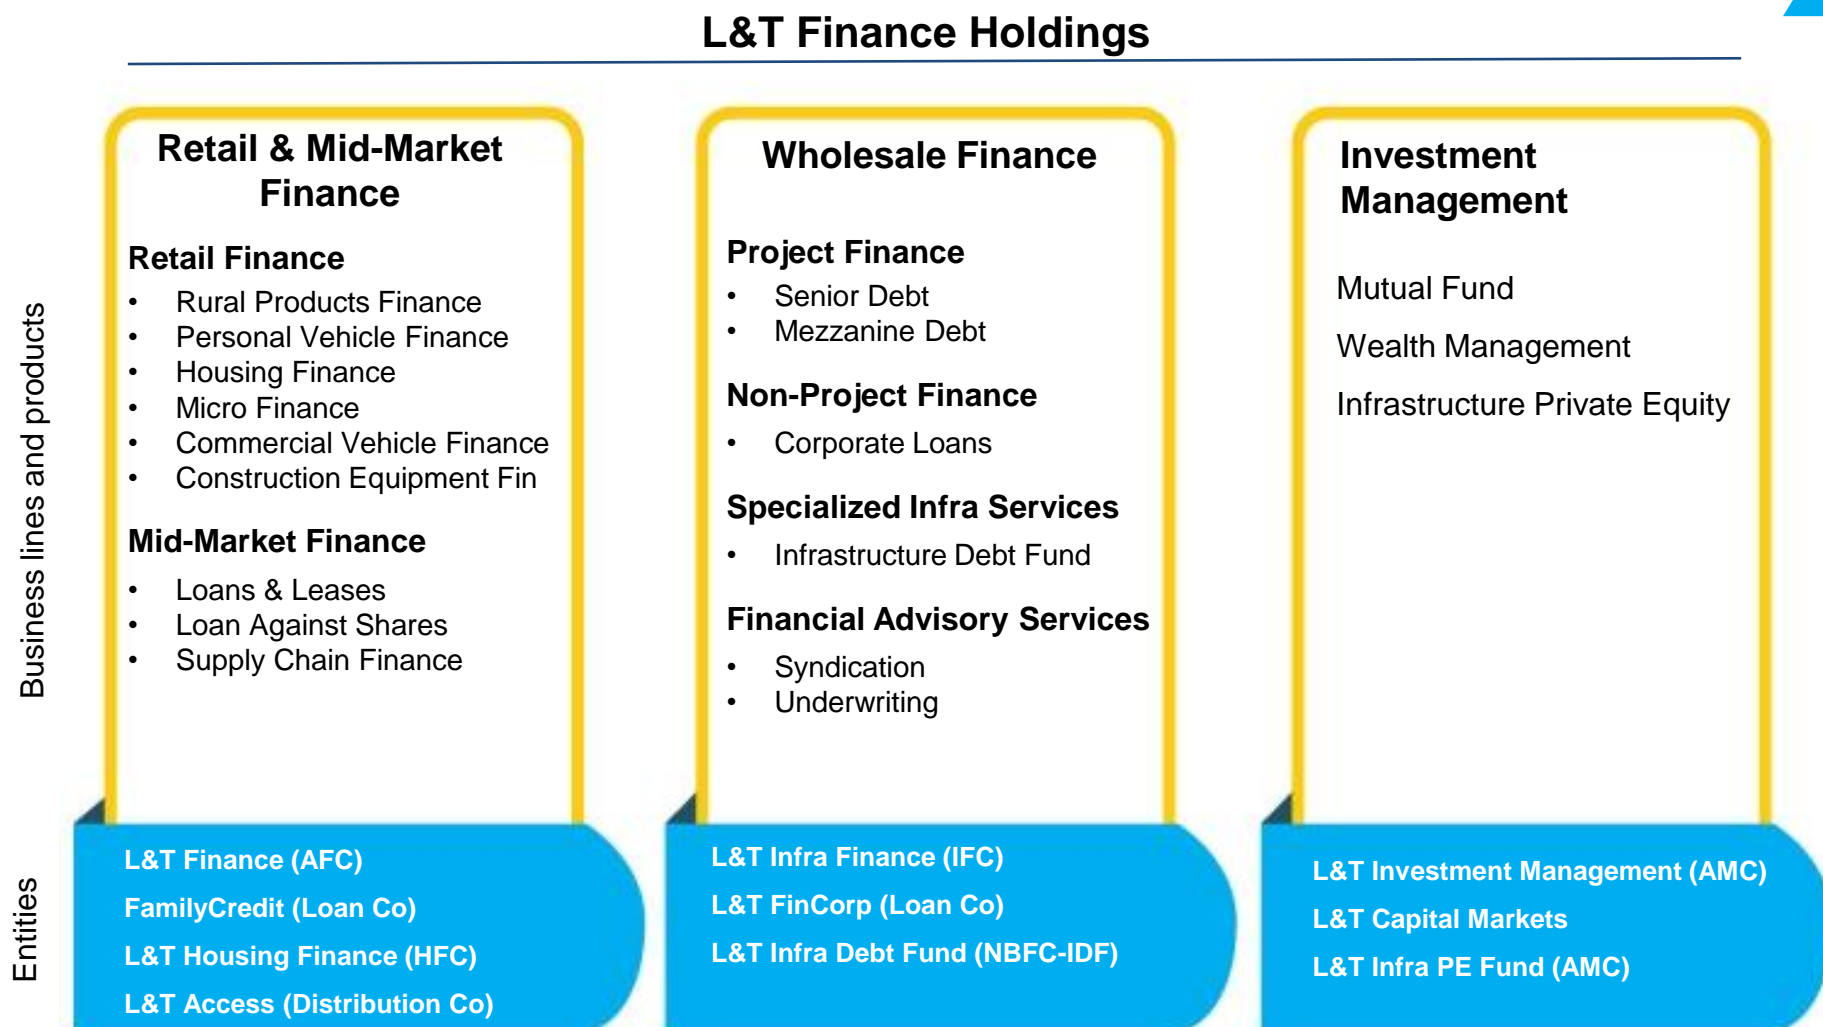 L&T Finance Holdings
Business lines and products
Retail & Mid-Market
Finance
Retail Finance
• Rural Products Finance
• Personal Vehicle Finance
• Housing Finance
• Micro Finance
• Commercial Vehicle Finance
• Construction Equipment Fin
Mid-Market Finance
• Loans & Leases
• Loan Against Shares
• Supply Chain Finance
Wholesale Finance
Project Finance
• Senior Debt
• Mezzanine Debt
Non-Project Finance
• Corporate Loans
Specialized Infra Services
• Infrastructure Debt Fund
Financial Advisory Services
• Syndication
• Underwriting
Investment
Management
Mutual Fund
Wealth Management
Infrastructure Private Equity
Entities
L&T Finance (AFC)
FamilyCredit (Loan Co)
L&T Housing Finance (HFC)
L&T Access (Distribution Co)
L&T Infra Finance (IFC)
L&T FinCorp (Loan Co)
L&T Infra Debt Fund (NBFC-IDF)
L&T Investment Management (AMC)
L&T Capital Markets
L&T Infra PE Fund (AMC)